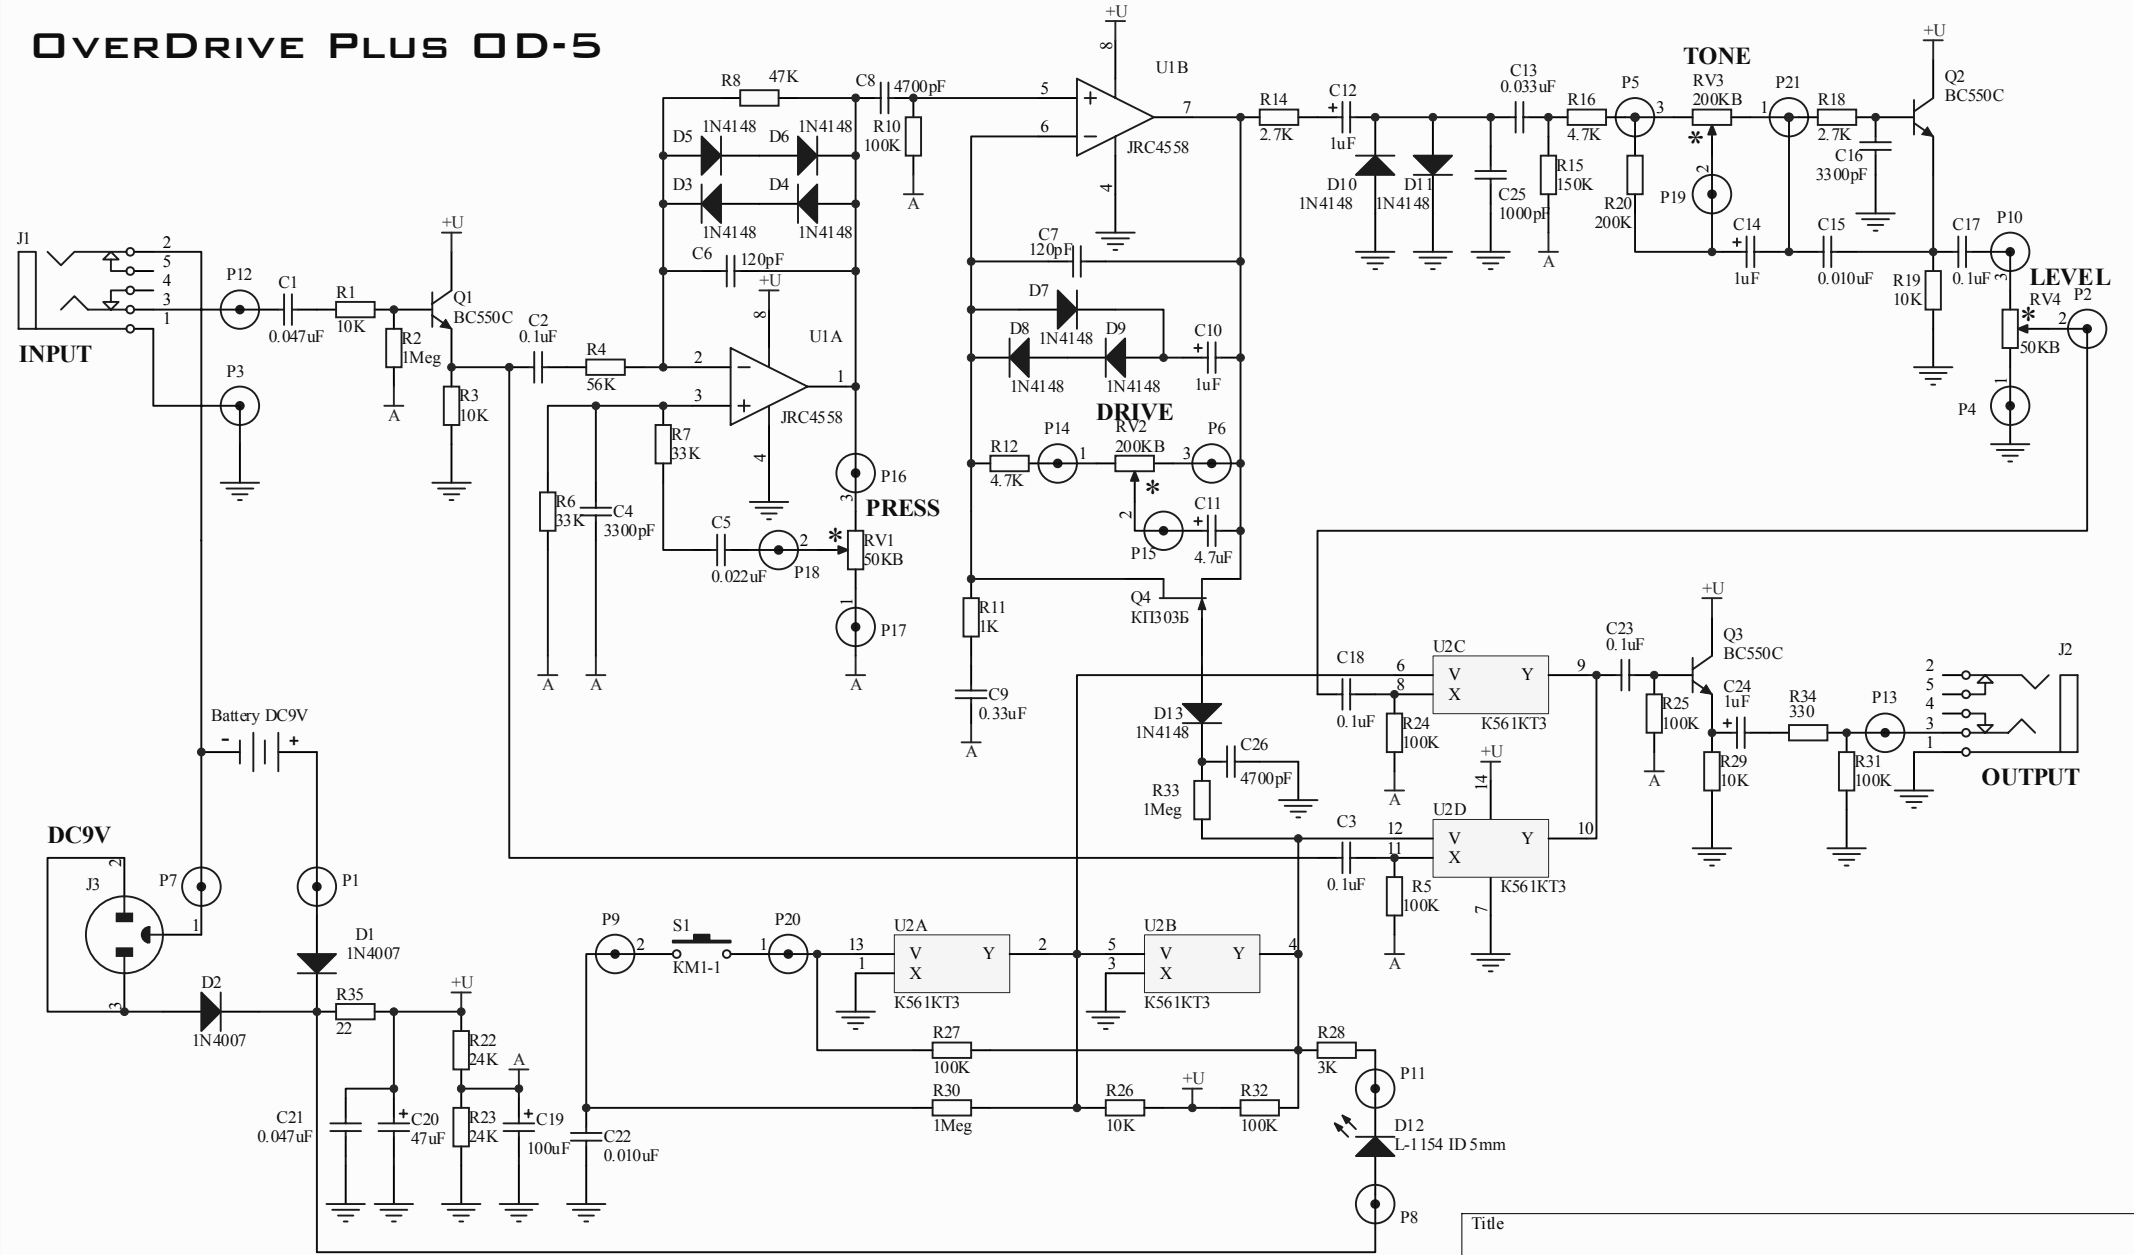 OVERDRIVE PLUS OD-5
+U
8
U1B
5
6
7
4
JRC4558
R8
47K
C8
4700pF
R10
100K
A
D5
1N4148
D6
1N4148
D3
1N4148
D4
1N4148
C6
120pF
+U
8
U1A
2
3
1
4
JRC4558
R14
2.7K
C12
+
1uF
D10
1N4148
D11
1N4148
C25
1000pF
C13
0.033uF
R15
150K
A
R16
4.7K
P5
3
TONE
RV3
200KB
*
2
P19
1
P21
R18
2.7K
C16
3300pF
+U
Q2
BC550C
R20
200K
C14
+
1uF
C15
0.010uF
R19
10K
C17
0.1uF
P10
3
LEVEL
RV4
*
50KB
2
P2
1
P4
J1
2
5
4
3
1
INPUT
P12
C1
0.047uF
R1
10K
R2
1Meg
A
+U
Q1
BC550C
R3
10K
C2
0.1uF
R4
56K
P3
R6
33K
C4
3300pF
R7
33K
A
A
C5
0.022uF
P18
2
*
P16
3
PRESS
RV1
50KB
1
P17
A
C7
120pF
D7
1N4148
D8
1N4148
D9
1N4148
C10
+
1uF
DRIVE
RV2
200KB
*
R12
4.7K
P14
1
3
P6
2
P15
C11
+
4.7uF
Q4
КП303Б
R11
1K
C9
0.33uF
A
D13
1N4148
C26
4700pF
R33
1Meg
C18
0.1uF
6
8
U2C
V
X
Y
9
K561KT3
R24
100K
A
+U
14
U2D
C3
0.1uF
12
11
V
X
Y
10
K561KT3
7
R5
100K
A
C23
0.1uF
R25
100K
A
+U
Q3
BC550C
C24
1uF
+
R29
10K
R34
330
R31
100K
P13
2
5
4
3
1
J2
OUTPUT
Battery DC9V
-
+
DC9V
J3
2
1
3
P7
P1
D1
1N4007
D2
1N4007
R35
22
+U
R22
24K
A
R23
24K
C21
0.047uF
+
C20
47uF
+
C19
100uF
C22
0.010uF
P9
2
S1
KM1-1
1
P20
13
1
U2A
V
X
Y
2
K561KT3
5
3
U2B
V
X
Y
4
K561KT3
R27
100K
R30
1Meg
R26
10K
+U
R32
100K
R28
3K
P11
D12
L-1154 ID 5mm
P8
Title